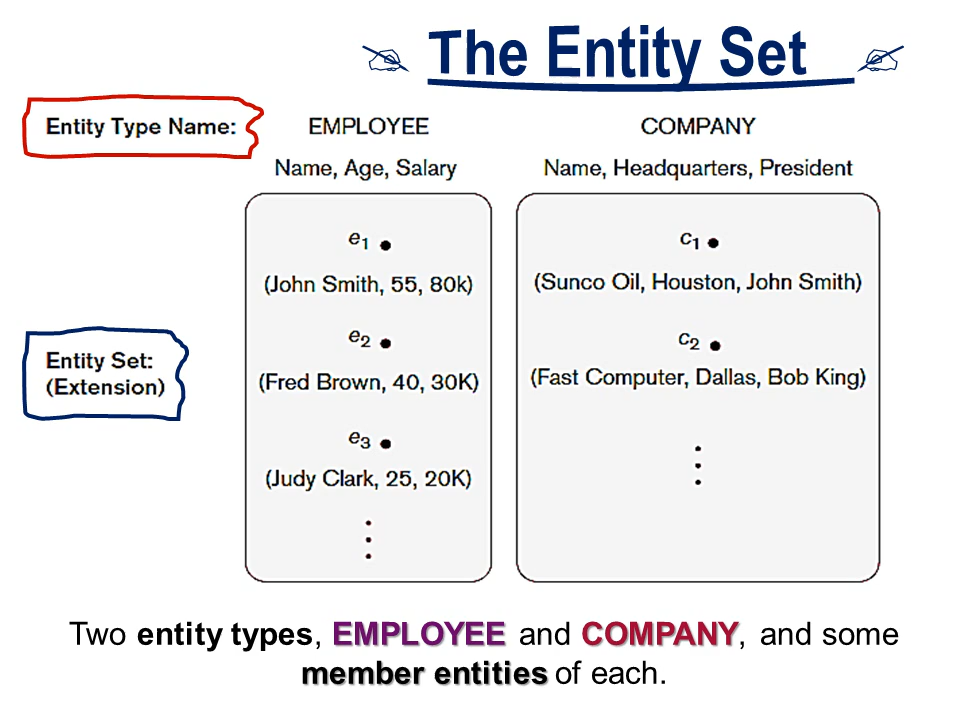 The Entity Set
Entity Type Name: EMPLOYEE COMPANY
Name, Age, Salary Name, Headquarters, President
e1 c1
(John Smith, 55, 80k) (Sunco Oil, Houston, John Smith)
e2 c2
(Fred Brown, 40, 30K) (Fast Computer, Dallas, Bob King)
Entity Set:
(Extension)
e3
(Judy Clark, 25, 20K)
Two entity types, EMPLOYEE and COMPANY, and some
member entities of each.